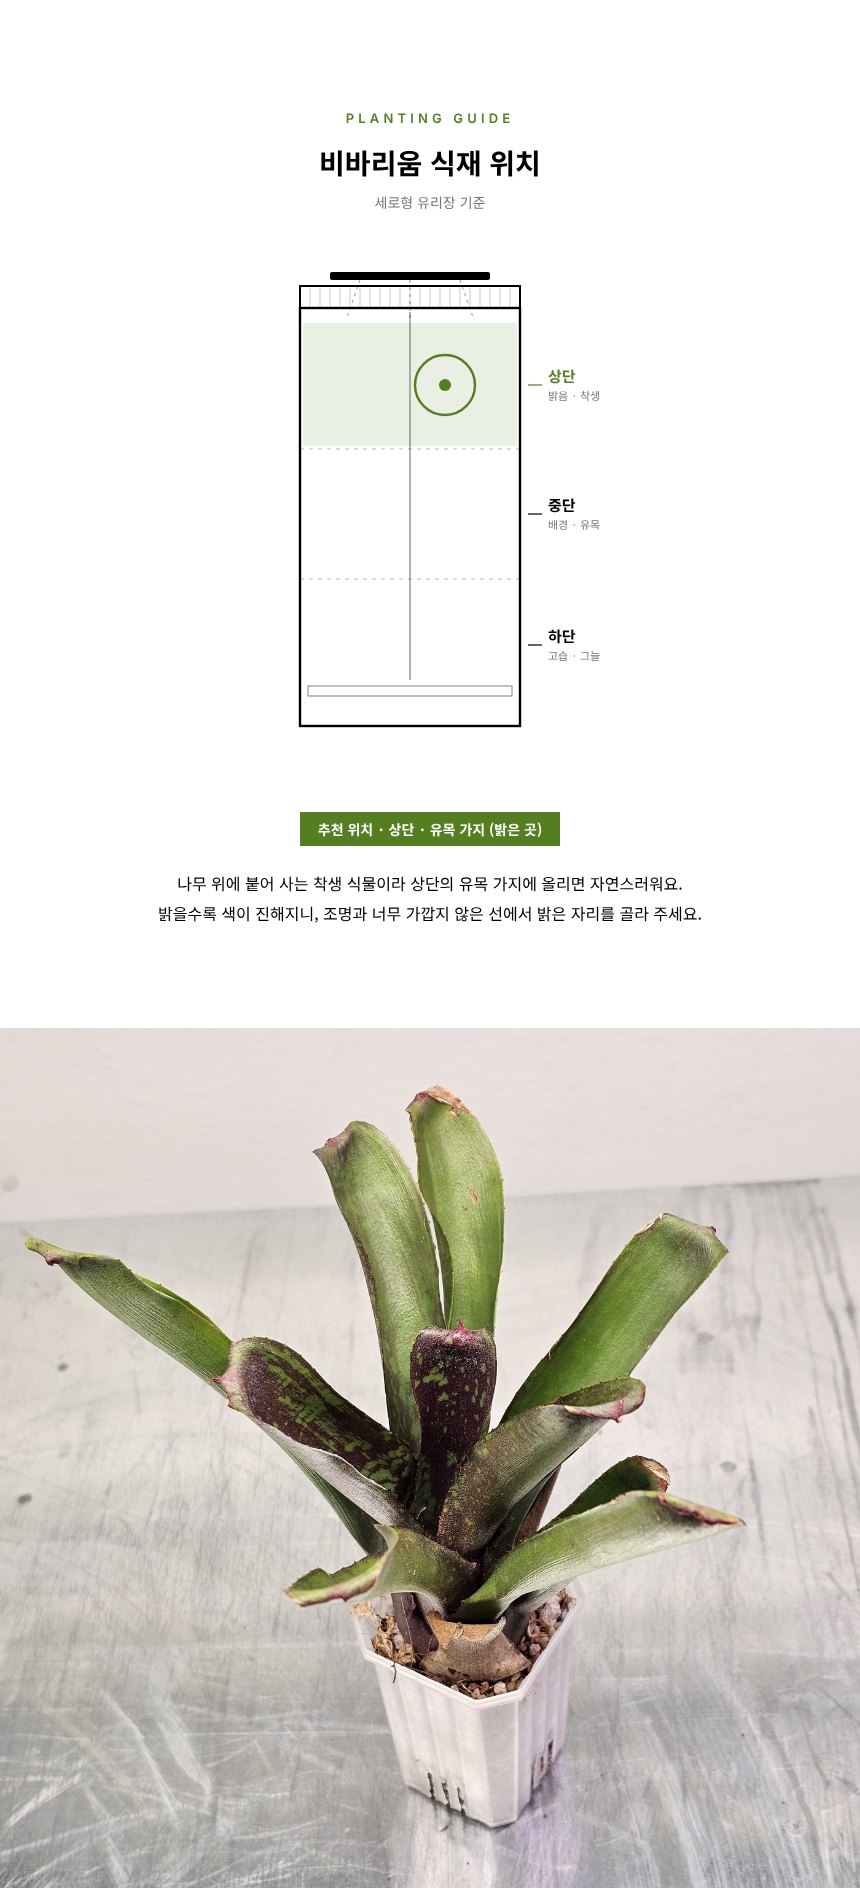 PLANTING GUIDE
비바리움 식재 위치
세로형 유리장 기준
상단
밝음 · 착생
중단
배경 · 유목
하단
고습 · 그늘
추천 위치 · 상단 · 유목 가지 (밝은 곳)
나무 위에 붙어 사는 착생 식물이라 상단의 유목 가지에 올리면 자연스러워요.
밝을수록 색이 진해지니, 조명과 너무 가깝지 않은 선에서 밝은 자리를 골라 주세요.